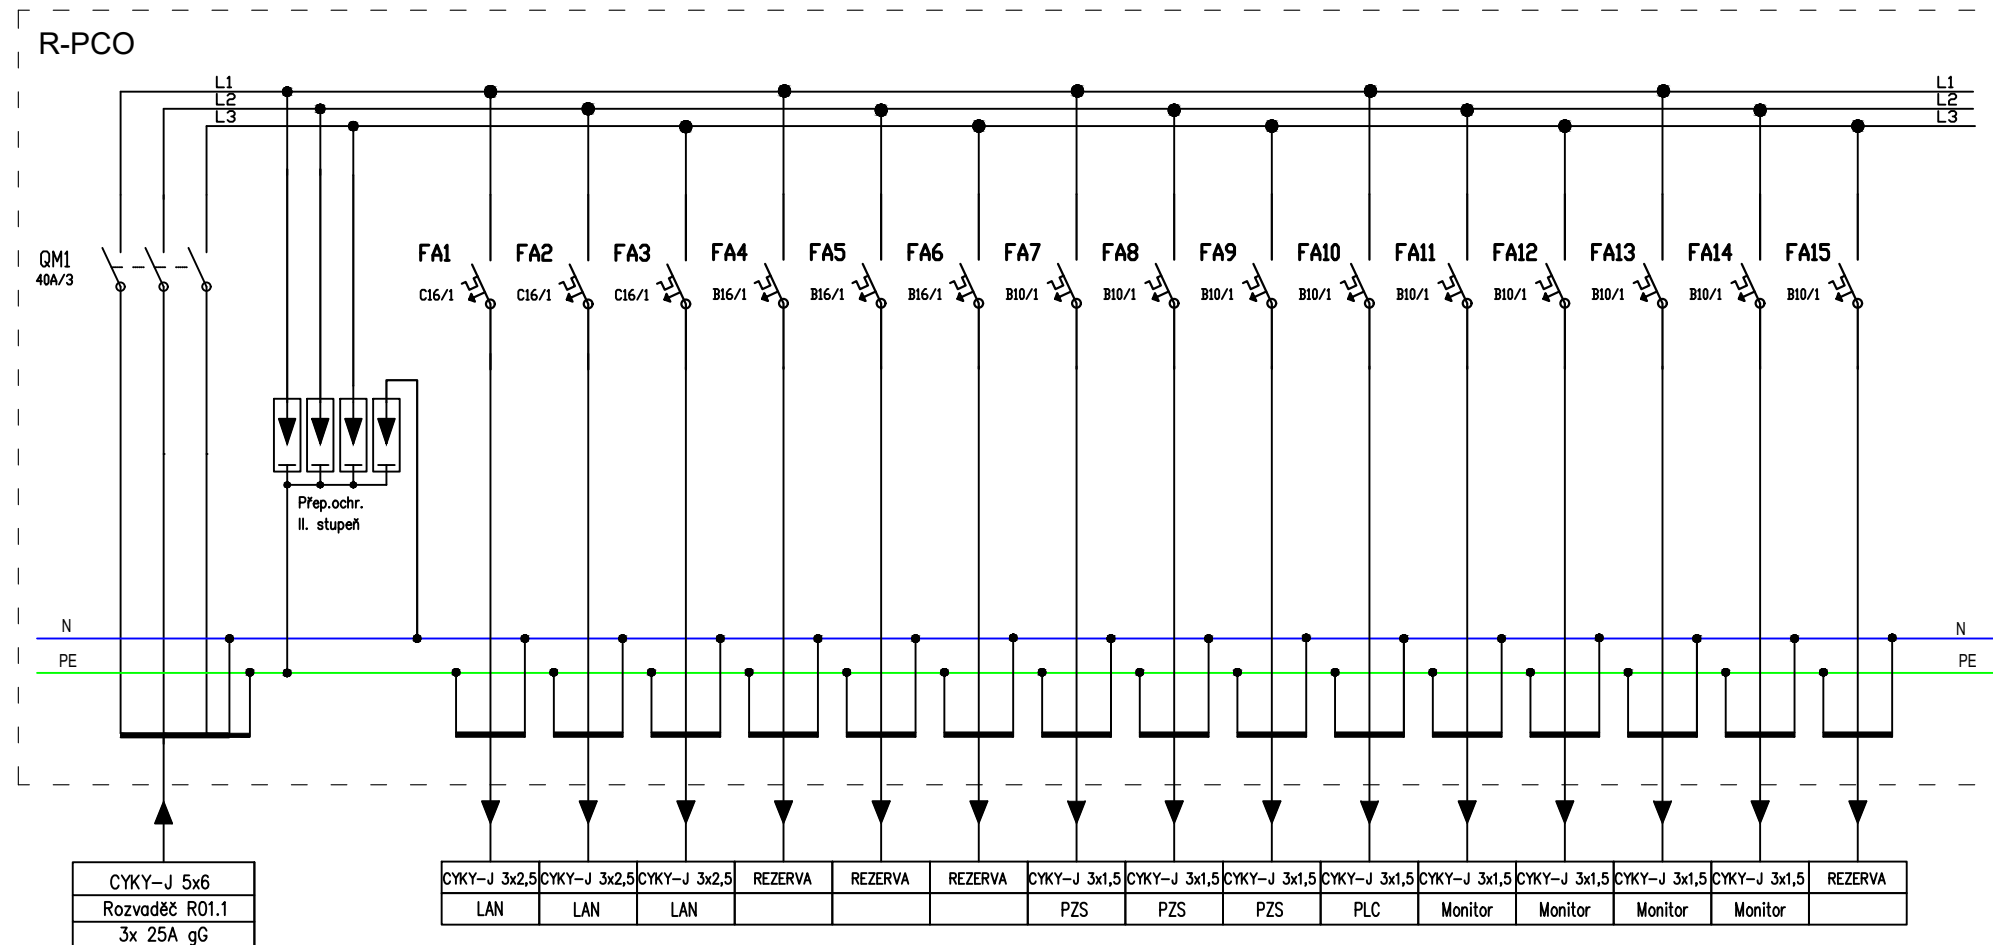 R-PCO
L1 L1
L2 L2
L3 L3
QM1
40A/3
FA1 FA2 FA3 FA4 FA5 FA6 FA7 FA8 FA9 FA10 FA11 FA12 FA13 FA14 FA15
C16/1 C16/1 C16/1 B16/1 B16/1 B16/1 B10/1 B10/1 B10/1 B10/1 B10/1 B10/1 B10/1 B10/1 B10/1
Přep.ochr.
II. stupeň
N N
PE PE
CYKY-J 5x6
Rozvaděč R01.1
3x 25A gG
CYKY-J 3x2,5 CYKY-J 3x2,5 CYKY-J 3x2,5 REZERVA REZERVA REZERVA CYKY-J 3x1,5 CYKY-J 3x1,5 CYKY-J 3x1,5 CYKY-J 3x1,5 CYKY-J 3x1,5 CYKY-J 3x1,5 CYKY-J 3x1,5 CYKY-J 3x1,5 REZERVA
LAN LAN LAN PZS PZS PZS PLC Monitor Monitor Monitor Monitor